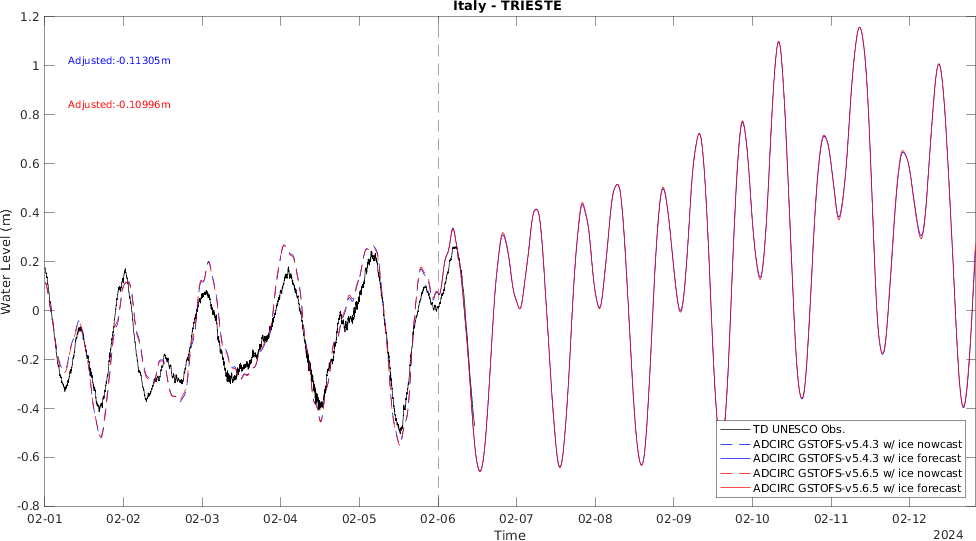 Italy - TRIESTE
Adjusted:-0.11305m
Adjusted:-0.10996m
1.2
1
0.8
0.6
0.4
0.2
0
-0.2
-0.4
-0.6
-0.8
Water Level (m)
TD UNESCO Obs.
ADCIRC GSTOFS-v5.4.3 w/ ice nowcast
ADCIRC GSTOFS-v5.4.3 w/ ice forecast
ADCIRC GSTOFS-v5.6.5 w/ ice nowcast
ADCIRC GSTOFS-v5.6.5 w/ ice forecast
02-01 02-02 02-03 02-04 02-05 02-06 02-07 02-08 02-09 02-10 02-11 02-12
Time
2024